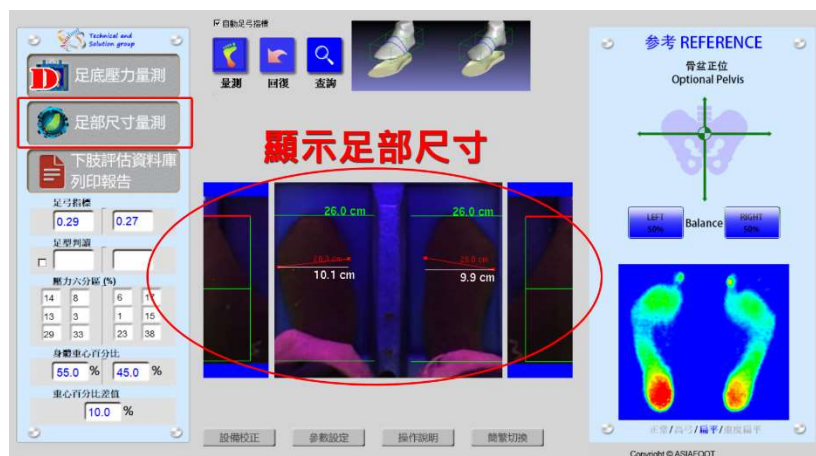 Technical and
Solution group
足底壓力量測
足部尺寸量測
下肢評估資料庫
列印報告
足弓指標
0.29 0.27
足型判讀
壓力六分區 (%)
14 8 6 17
13 3 1 15
29 33 23 38
身體重心百分比
55.0 % 45.0 %
重心百分比差值
10.0 %
自動足弓指標
量測 回復 查詢
顯示足部尺寸
26.0 cm 26.0 cm
10.1 cm 9.9 cm
設備校正 參數設定 操作說明 簡繁切換
参考 REFERENCE
骨盆正位
Optional Pelvis
LEFT
50%
Balance
RIGHT
50%
正常/高弓/扁平/重度扁平
Copyright © ASIAFOOT